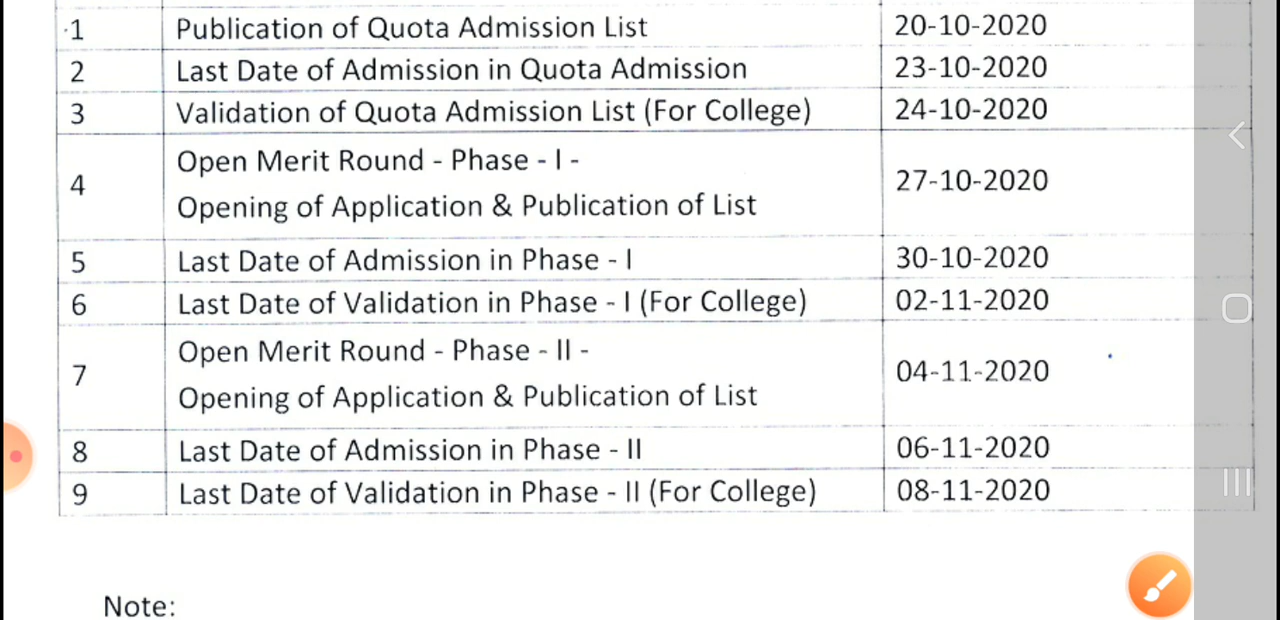 1 Publication of Quota Admission List 20-10-2020
2 Last Date of Admission in Quota Admission 23-10-2020
3 Validation of Quota Admission List (For College) 24-10-2020
4 Open Merit Round - Phase - I -
Opening of Application & Publication of List 27-10-2020
5 Last Date of Admission in Phase - I 30-10-2020
6 Last Date of Validation in Phase - I (For College) 02-11-2020
7 Open Merit Round - Phase - II -
Opening of Application & Publication of List 04-11-2020
8 Last Date of Admission in Phase - II 06-11-2020
9 Last Date of Validation in Phase - II (For College) 08-11-2020
Note: